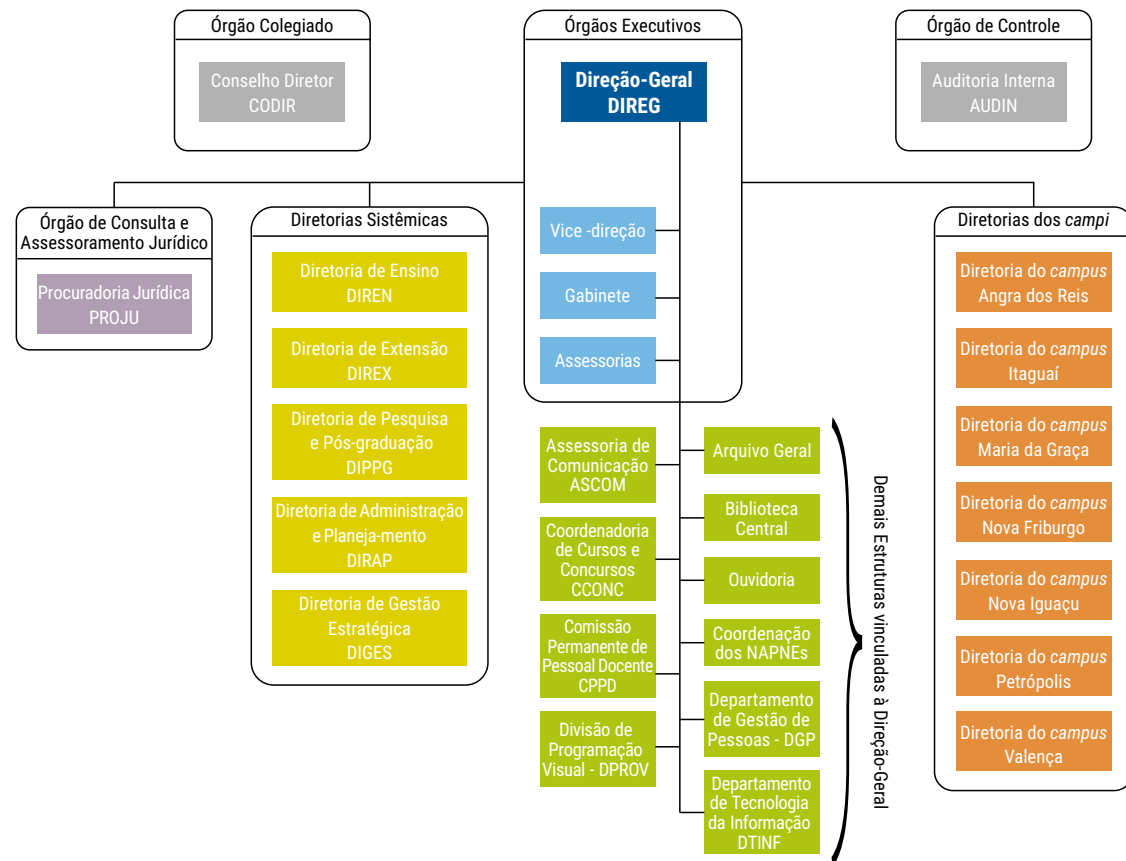 Órgão Colegiado
Conselho Diretor
CODIR
Órgãos Executivos
Direção-Geral
DIREG
Órgão de Controle
Auditoria Interna
AUDIN
Órgão de Consulta e
Assessoramento Jurídico
Procuradoria Jurídica
PROJU
Diretorias Sistêmicas
Diretoria de Ensino
DIREN
Diretoria de Extensão
DIREX
Diretoria de Pesquisa
e Pós-graduação
DIPPG
Diretoria de Administração
e Planeja-mento
DIRAP
Diretoria de Gestão
Estratégica
DIGES
Vice -direção
Gabinete
Assessorias
Assessoria de
Comunicação
ASCOM
Coordenadoria
de Cursos e
Concursos
CCONC
Comissão
Permanente de
Pessoal Docente
CPPD
Divisão de
Programação
Visual - DPROV
Arquivo Geral
Biblioteca
Central
Ouvidoria
Coordenação
dos NAPNEs
Departamento
de Gestão de
Pessoas - DGP
Departamento
de Tecnologia
da Informação
DTINF
Demais Estruturas vinculadas à Direção-Geral
Diretorias dos campi
Diretoria do campus
Angra dos Reis
Diretoria do campus
Itaguaí
Diretoria do campus
Maria da Graça
Diretoria do campus
Nova Friburgo
Diretoria do campus
Nova Iguaçu
Diretoria do campus
Petrópolis
Diretoria do campus
Valença